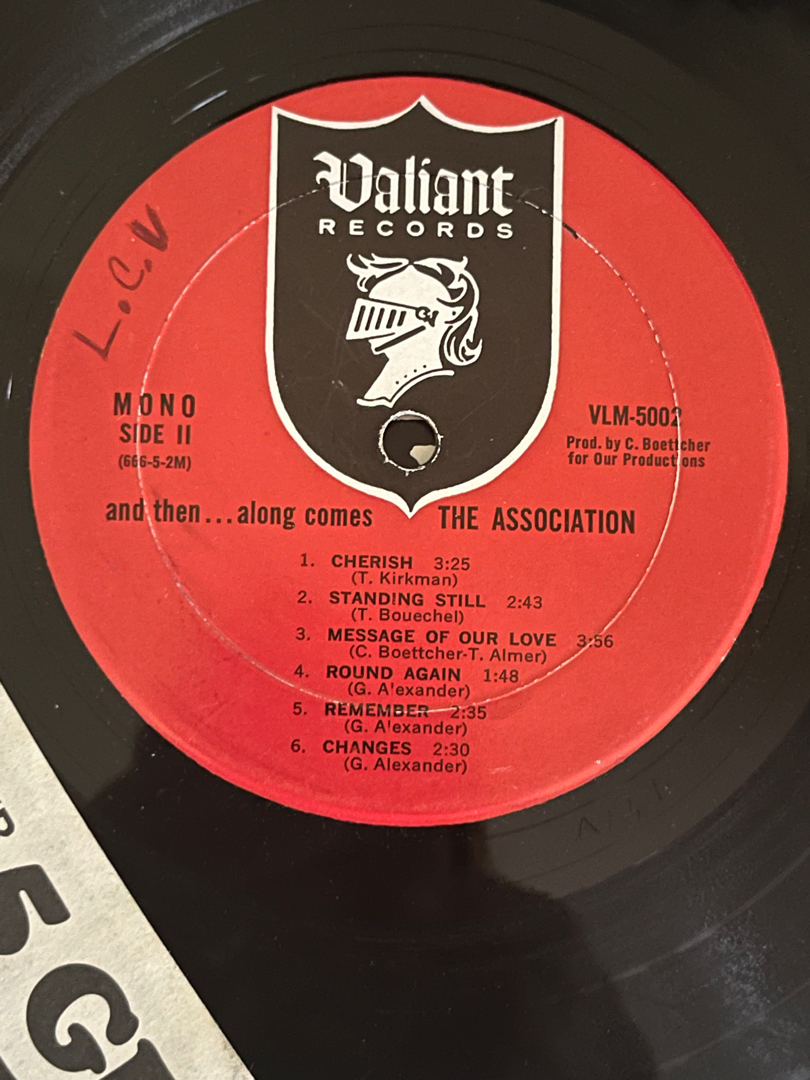 Valiant
RECORDS
L.C.V
MONO
SIDE II
(666-5-2M)
VLM-5002
Prod. by C. Boettcher
for Our Productions
and then...along comes THE ASSOCIATION
1. CHERISH 3:25
(T. Kirkman)
2. STANDING STILL 2:43
(T. Bouechel)
3. MESSAGE OF OUR LOVE 3:56
(C. Boettcher-T. Almer)
4. ROUND AGAIN 1:48
(G. Alexander)
5. REMEMBER 2:35
(G. Alexander)
6. CHANGES 2:30
(G. Alexander)
5